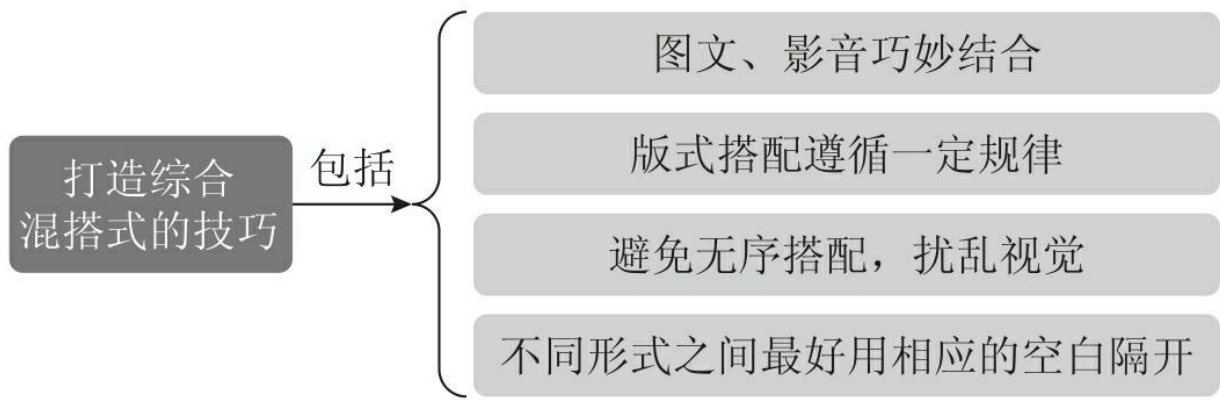 打造综合
混搭式的技巧
包括
图文、影音巧妙结合
版式搭配遵循一定规律
避免无序搭配，扰乱视觉
不同形式之间最好用相应的空白隔开